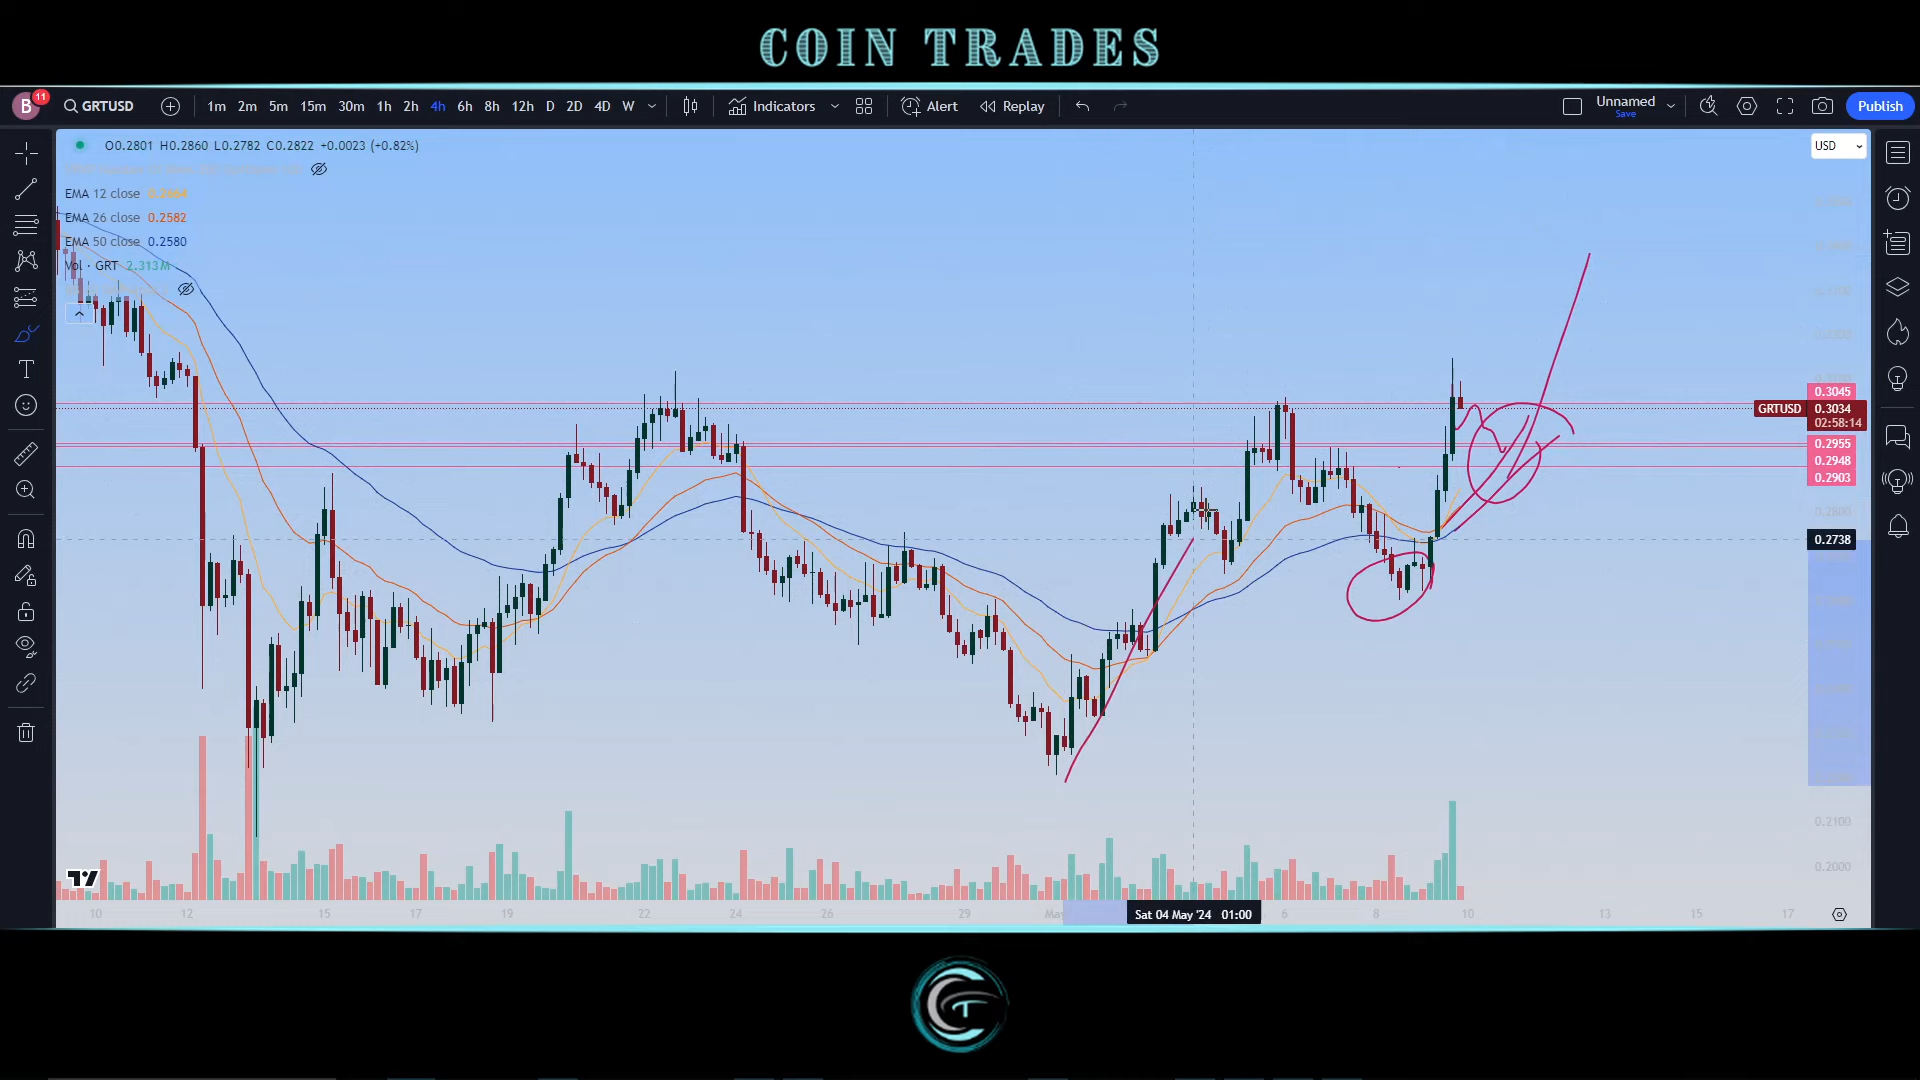 COIN TRADES
B 11 GRTUSD 1m 2m 5m 15m 30m 1h 2h 4h 6h 8h 12h D 2D 4D W Indicators Alert Replay Unnamed Save Publish
O0.2801 H0.2860 L0.2782 C0.2822 +0.0023 (+0.82%)
USD
EMA 12 close
EMA 26 close 0.2582
EMA 50 close 0.2580
Vol · GRT 2.313M
0.3045
GRTUSD 0.3034
02:58:14
0.2955
0.2948
0.2903
0.2800
0.2738
0.2100
0.2000
10 12 15 17 19 22 24 26 29 May Sat 04 May '24 01:00 6 8 10 13 15 17